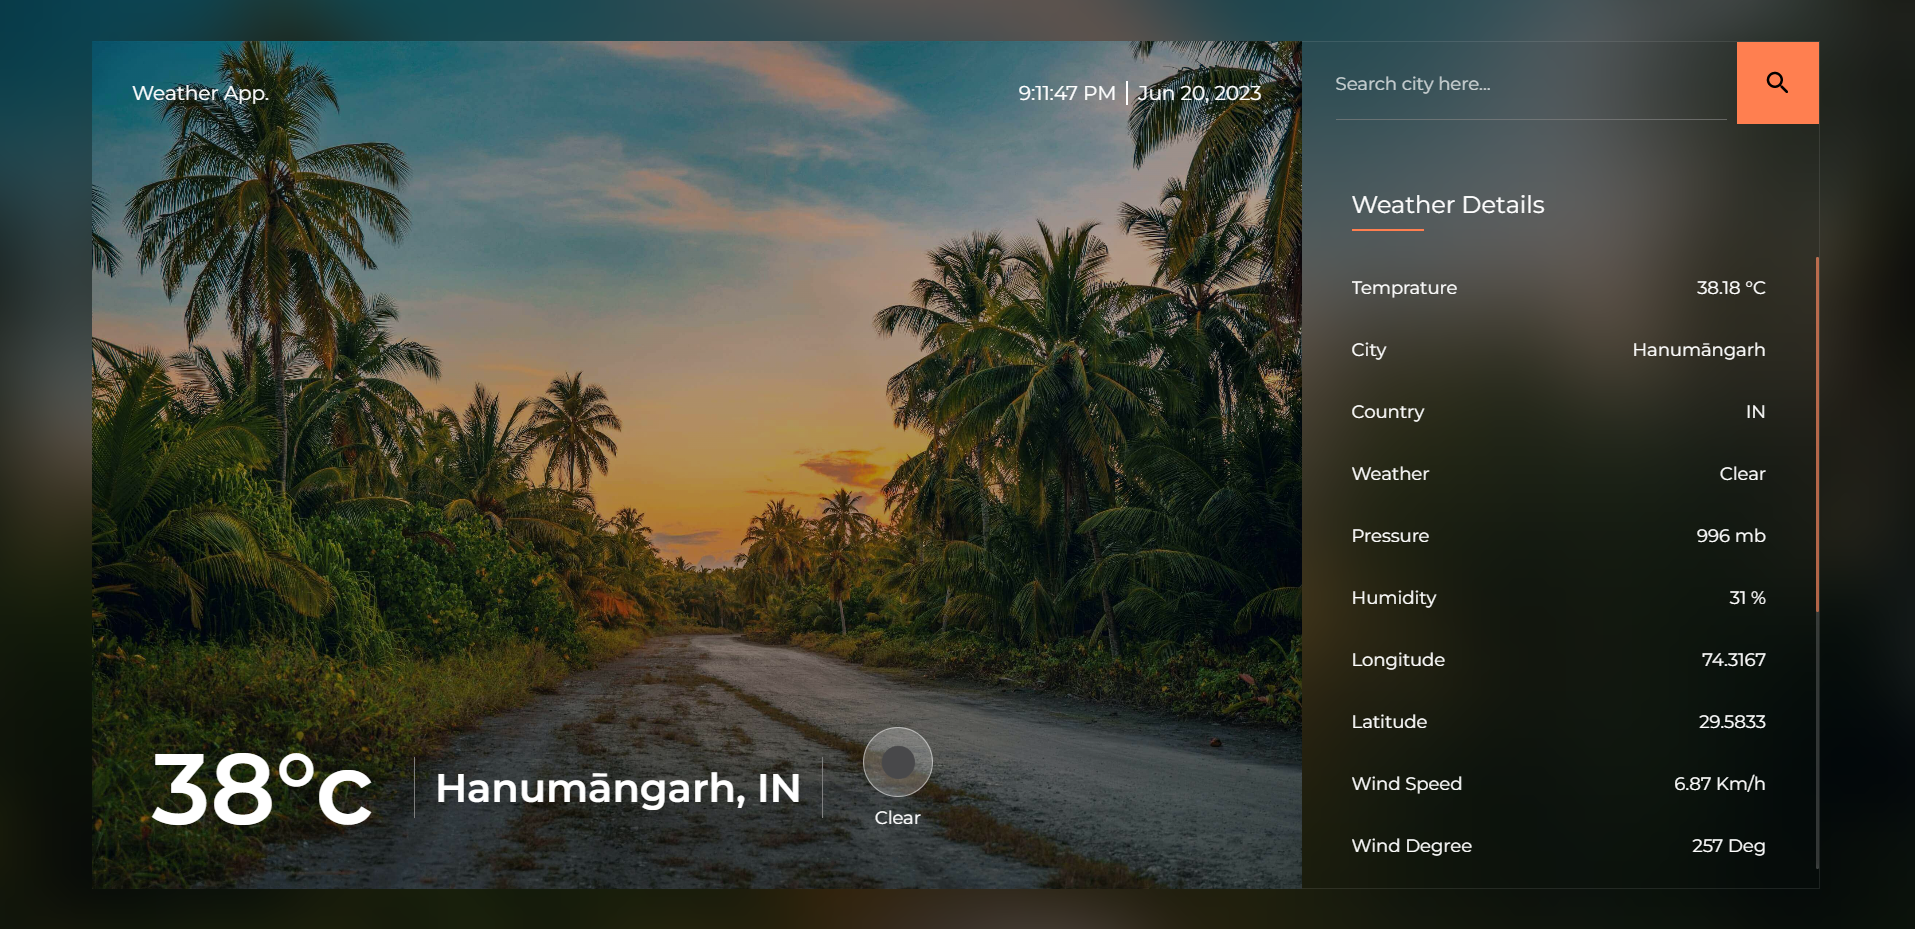 Weather App.
9:11:47 PM | Jun 20, 2023
38°c
Hanumāngarh, IN
Clear
Search city here...
Weather Details
Temprature 38.18 °C
City Hanumāngarh
Country IN
Weather Clear
Pressure 996 mb
Humidity 31 %
Longitude 74.3167
Latitude 29.5833
Wind Speed 6.87 Km/h
Wind Degree 257 Deg